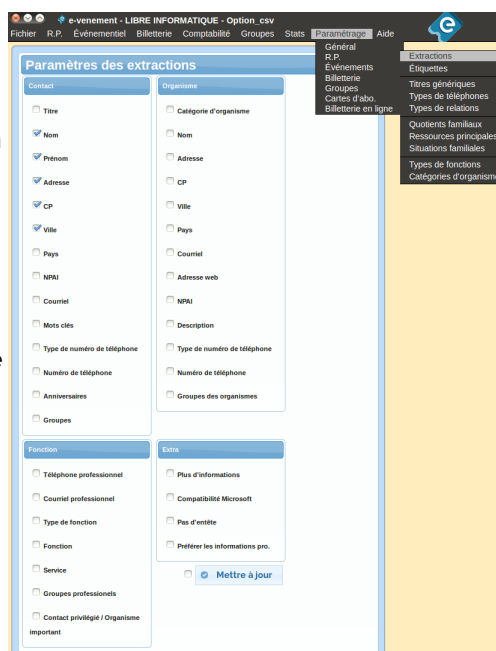 e-venement - LIBRE INFORMATIQUE - Option_csv
Fichier R.P. Événementiel Billetterie Comptabilité Groupes Stats Paramétrage Aide
Général
R.P.
Événements
Billetterie
Groupes
Cartes d'abo.
Billetterie en ligne
Extractions
Étiquettes
Titres génériques
Types de téléphones
Types de relations
Quotients familiaux
Ressources principales
Situations familiales
Types de fonctions
Catégories d'organisme
Paramètres des extractions
Contact
Titre
Nom
Prénom
Adresse
CP
Ville
Pays
NPAI
Courriel
Mots clés
Type de numéro de téléphone
Numéro de téléphone
Anniversaires
Groupes
Organisme
Catégorie d'organisme
Nom
Adresse
CP
Ville
Pays
Courriel
Adresse web
NPAI
Description
Type de numéro de téléphone
Numéro de téléphone
Groupes des organismes
Fonction
Téléphone professionnel
Courriel professionnel
Type de fonction
Fonction
Service
Groupes professionels
Contact privilégié / Organisme
important
Extra
Plus d'informations
Compatibilité Microsoft
Pas d'entête
Préférer les informations pro.
Mettre à jour